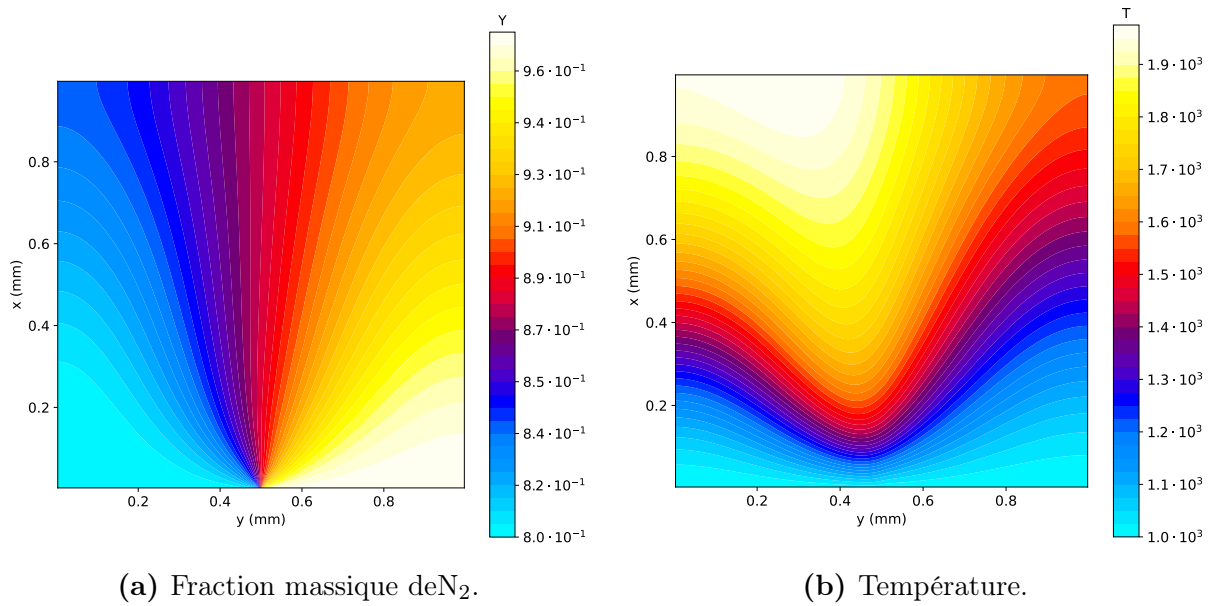 Y
9.6·10⁻¹
9.4·10⁻¹
9.3·10⁻¹
9.1·10⁻¹
8.9·10⁻¹
8.7·10⁻¹
8.5·10⁻¹
8.4·10⁻¹
8.2·10⁻¹
8.0·10⁻¹
0.8
0.6
0.4
0.2
x (mm)
0.2 0.4 0.6 0.8
y (mm)
(a) Fraction massique deN₂.
T
1.9·10³
1.8·10³
1.7·10³
1.6·10³
1.5·10³
1.4·10³
1.3·10³
1.2·10³
1.1·10³
1.0·10³
0.8
0.6
0.4
0.2
x (mm)
0.2 0.4 0.6 0.8
y (mm)
(b) Température.